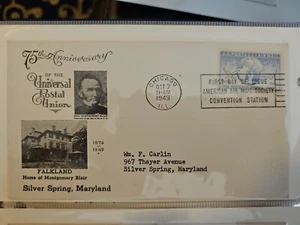 75th Anniversary
OF THE
Universal
Postal
Union
1874
1949
FALKLAND
Home of Montgomery Blair
Silver Spring, Maryland
CHICAGO
OCT 7
1949
ILL.
FIRST DAY OF ISSUE
AMERICAN AIR MAIL SOCIETY
CONVENTION STATION
Wm. F. Carlin
967 Thayer Avenue
Silver Spring, Maryland